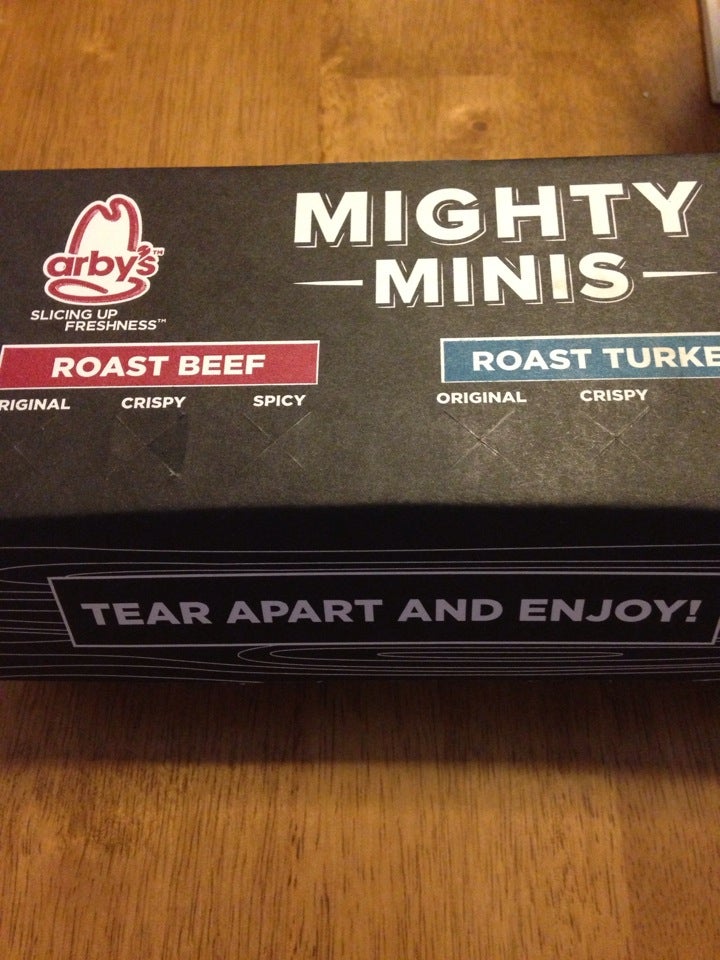 arby's™
SLICING UP
FRESHNESS™
MIGHTY
MINIS
ROAST BEEF
RIGINAL CRISPY SPICY
ROAST TURKE
ORIGINAL CRISPY
TEAR APART AND ENJOY!